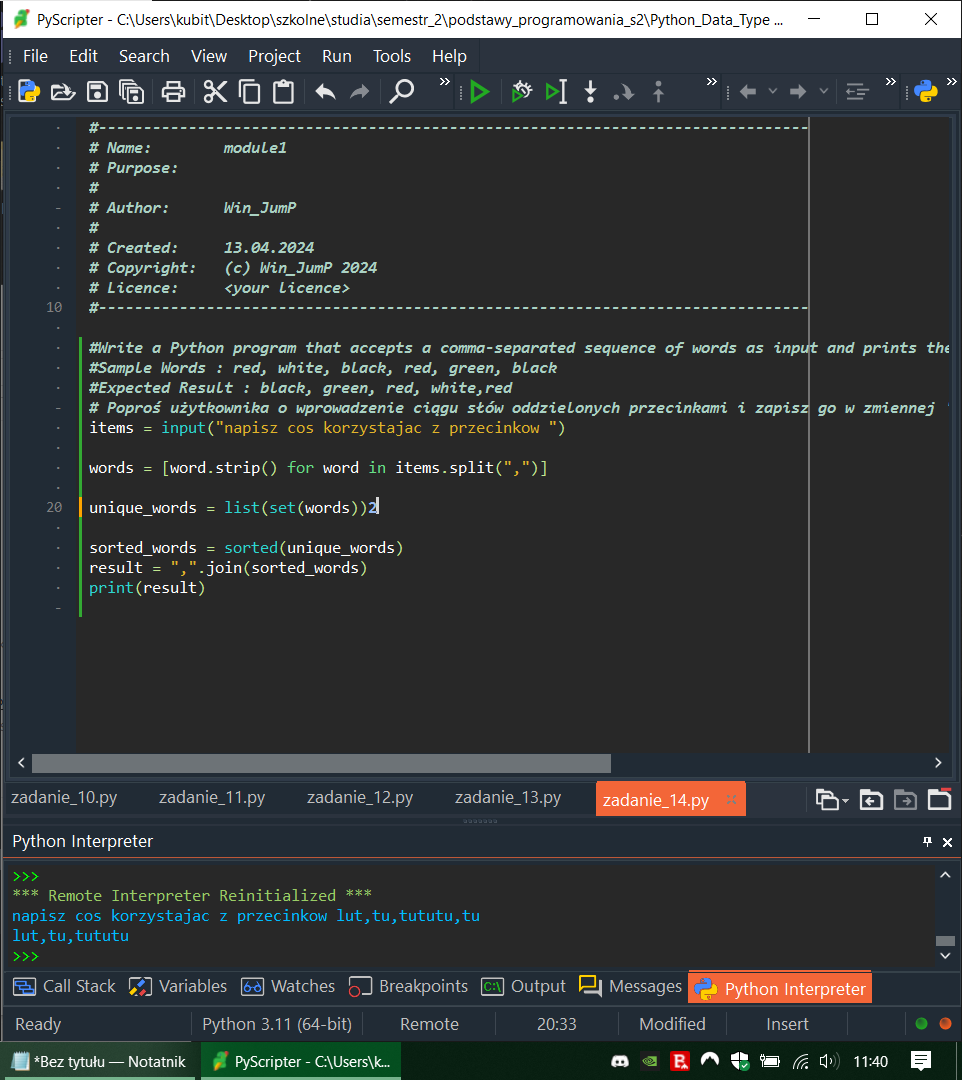 PyScripter - C:\Users\kubit\Desktop\szkolne\studia\semestr_2\podstawy_programowania_s2\Python_Data_Type ...
File Edit Search View Project Run Tools Help
#-------------------------------------------------------------------------------
# Name:        module1
# Purpose:
#
# Author:      Win_JumP
#
# Created:     13.04.2024
# Copyright:   (c) Win_JumP 2024
# Licence:     <your licence>
10 #-------------------------------------------------------------------------------
#Write a Python program that accepts a comma-separated sequence of words as input and prints the
#Sample Words : red, white, black, red, green, black
#Expected Result : black, green, red, white,red
# Poproś użytkownika o wprowadzenie ciągu słów oddzielonych przecinkami i zapisz go w zmiennej
items = input("napisz cos korzystajac z przecinkow ")
words = [word.strip() for word in items.split(",")]
20 unique_words = list(set(words))2
sorted_words = sorted(unique_words)
result = ",".join(sorted_words)
print(result)
zadanie_10.py zadanie_11.py zadanie_12.py zadanie_13.py zadanie_14.py
Python Interpreter
>>>
*** Remote Interpreter Reinitialized ***
napisz cos korzystajac z przecinkow lut,tu,tututu,tu
lut,tu,tututu
>>>
Call Stack Variables Watches Breakpoints Output Messages Python Interpreter
Ready Python 3.11 (64-bit) Remote 20:33 Modified Insert
*Bez tytułu — Notatnik PyScripter - C:\Users\k... 11:40